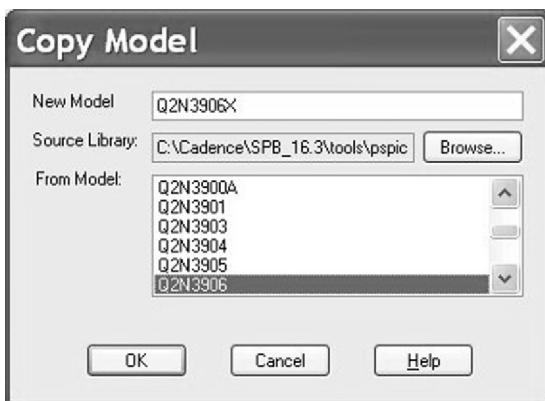 Copy Model
New Model Q2N3906X
Source Library: C:\Cadence\SPB_16.3\tools\pspic Browse...
From Model: Q2N3900A
Q2N3901
Q2N3903
Q2N3904
Q2N3905
Q2N3906
OK Cancel Help